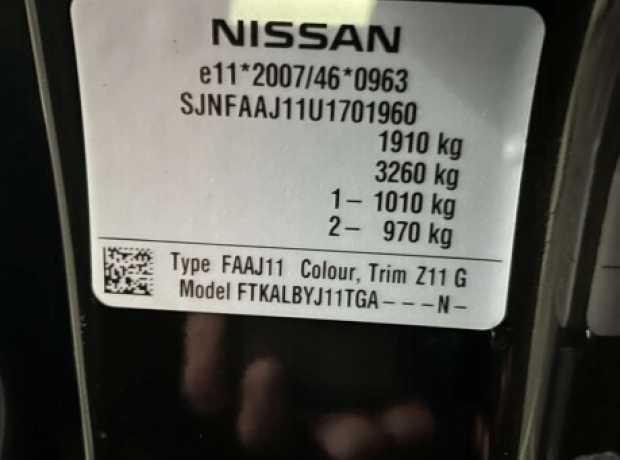 NISSAN
e11*2007/46*0963
SJNFAAJ11U1701960
1910 kg
3260 kg
1– 1010 kg
2– 970 kg
Type FAAJ11 Colour, Trim Z11 G
Model FTKALBYJ11TGA–––N–